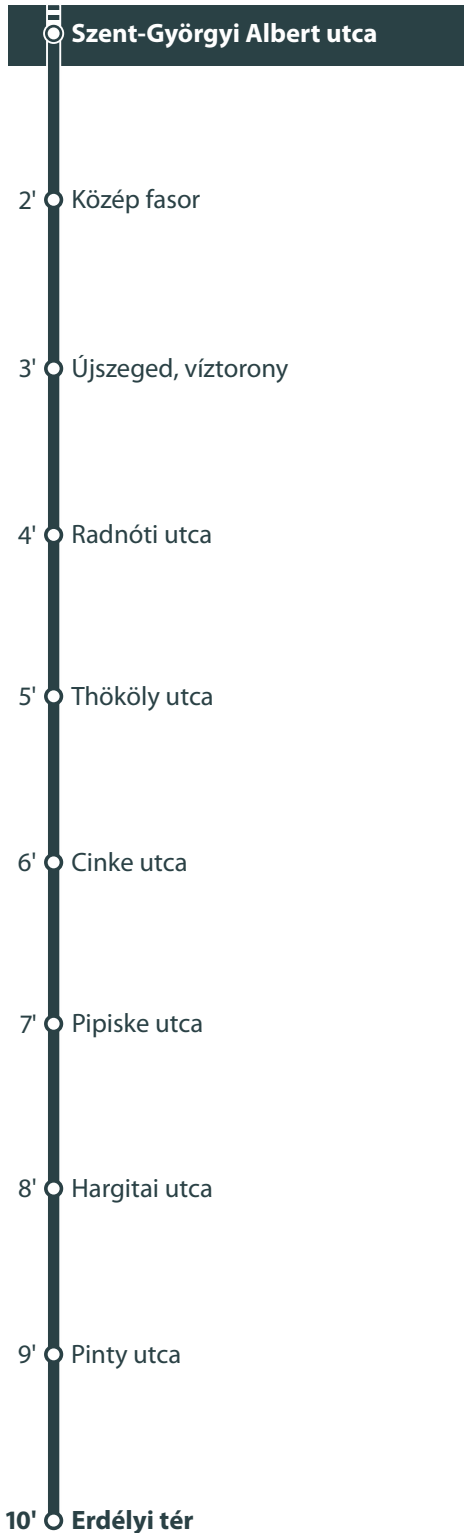 Szent-Györgyi Albert utca
2' Közép fasor
3' Újszeged, víztorony
4' Radnóti utca
5' Thököly utca
6' Cinke utca
7' Pipiske utca
8' Hargitai utca
9' Pinty utca
10' Erdélyi tér